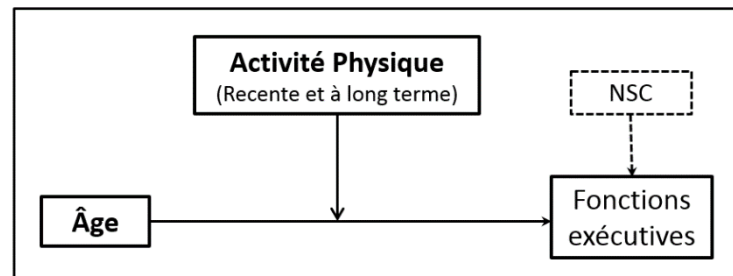 Activité Physique
(Recente et à long terme)
NSC
Âge
Fonctions
exécutives